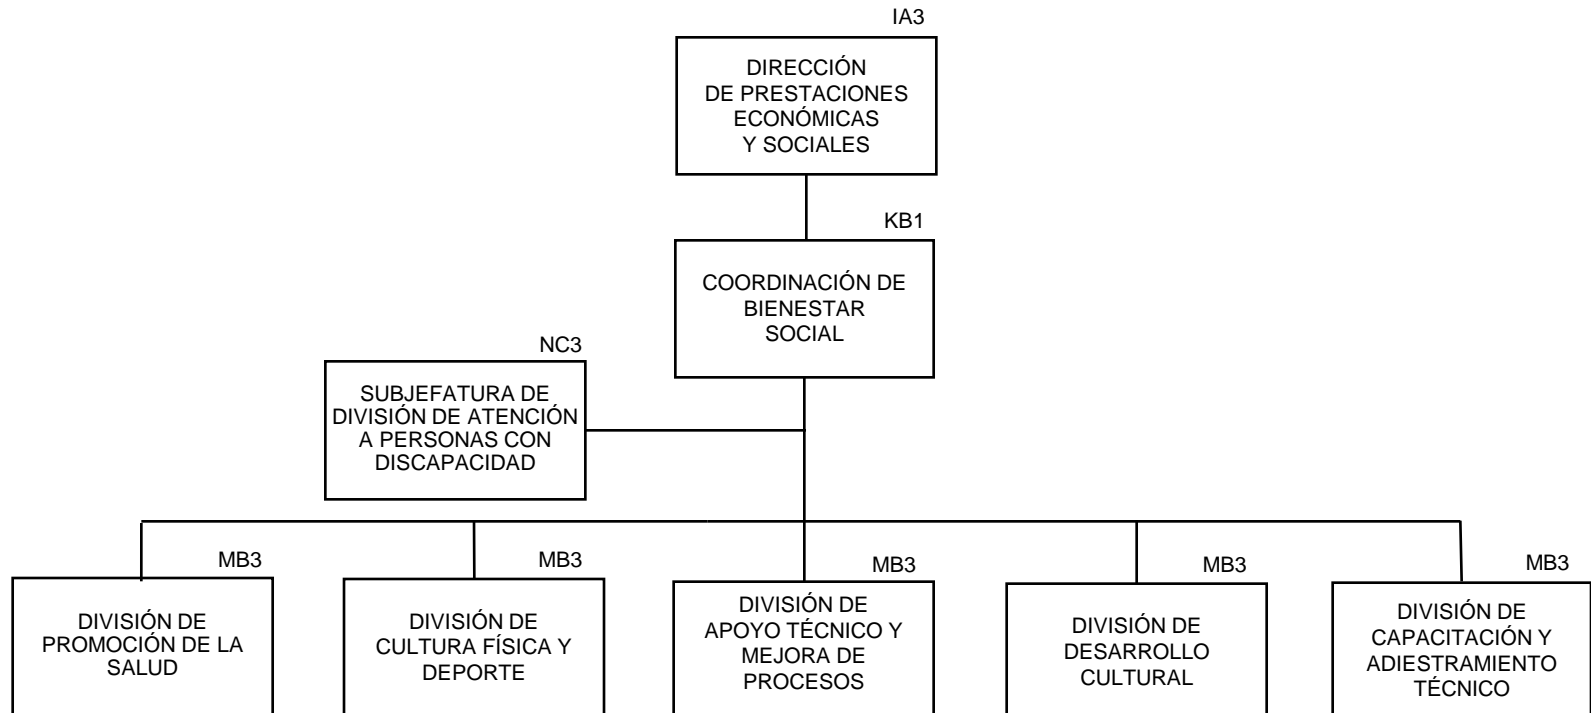 IA3
DIRECCIÓN
DE PRESTACIONES
ECONÓMICAS
Y SOCIALES
KB1
COORDINACIÓN DE
BIENESTAR
SOCIAL
NC3
SUBJEFATURA DE
DIVISIÓN DE ATENCIÓN
A PERSONAS CON
DISCAPACIDAD
MB3
DIVISIÓN DE
PROMOCIÓN DE LA
SALUD
MB3
DIVISIÓN DE
CULTURA FÍSICA Y
DEPORTE
MB3
DIVISIÓN DE
APOYO TÉCNICO Y
MEJORA DE
PROCESOS
MB3
DIVISIÓN DE
DESARROLLO
CULTURAL
MB3
DIVISIÓN DE
CAPACITACIÓN Y
ADIESTRAMIENTO
TÉCNICO